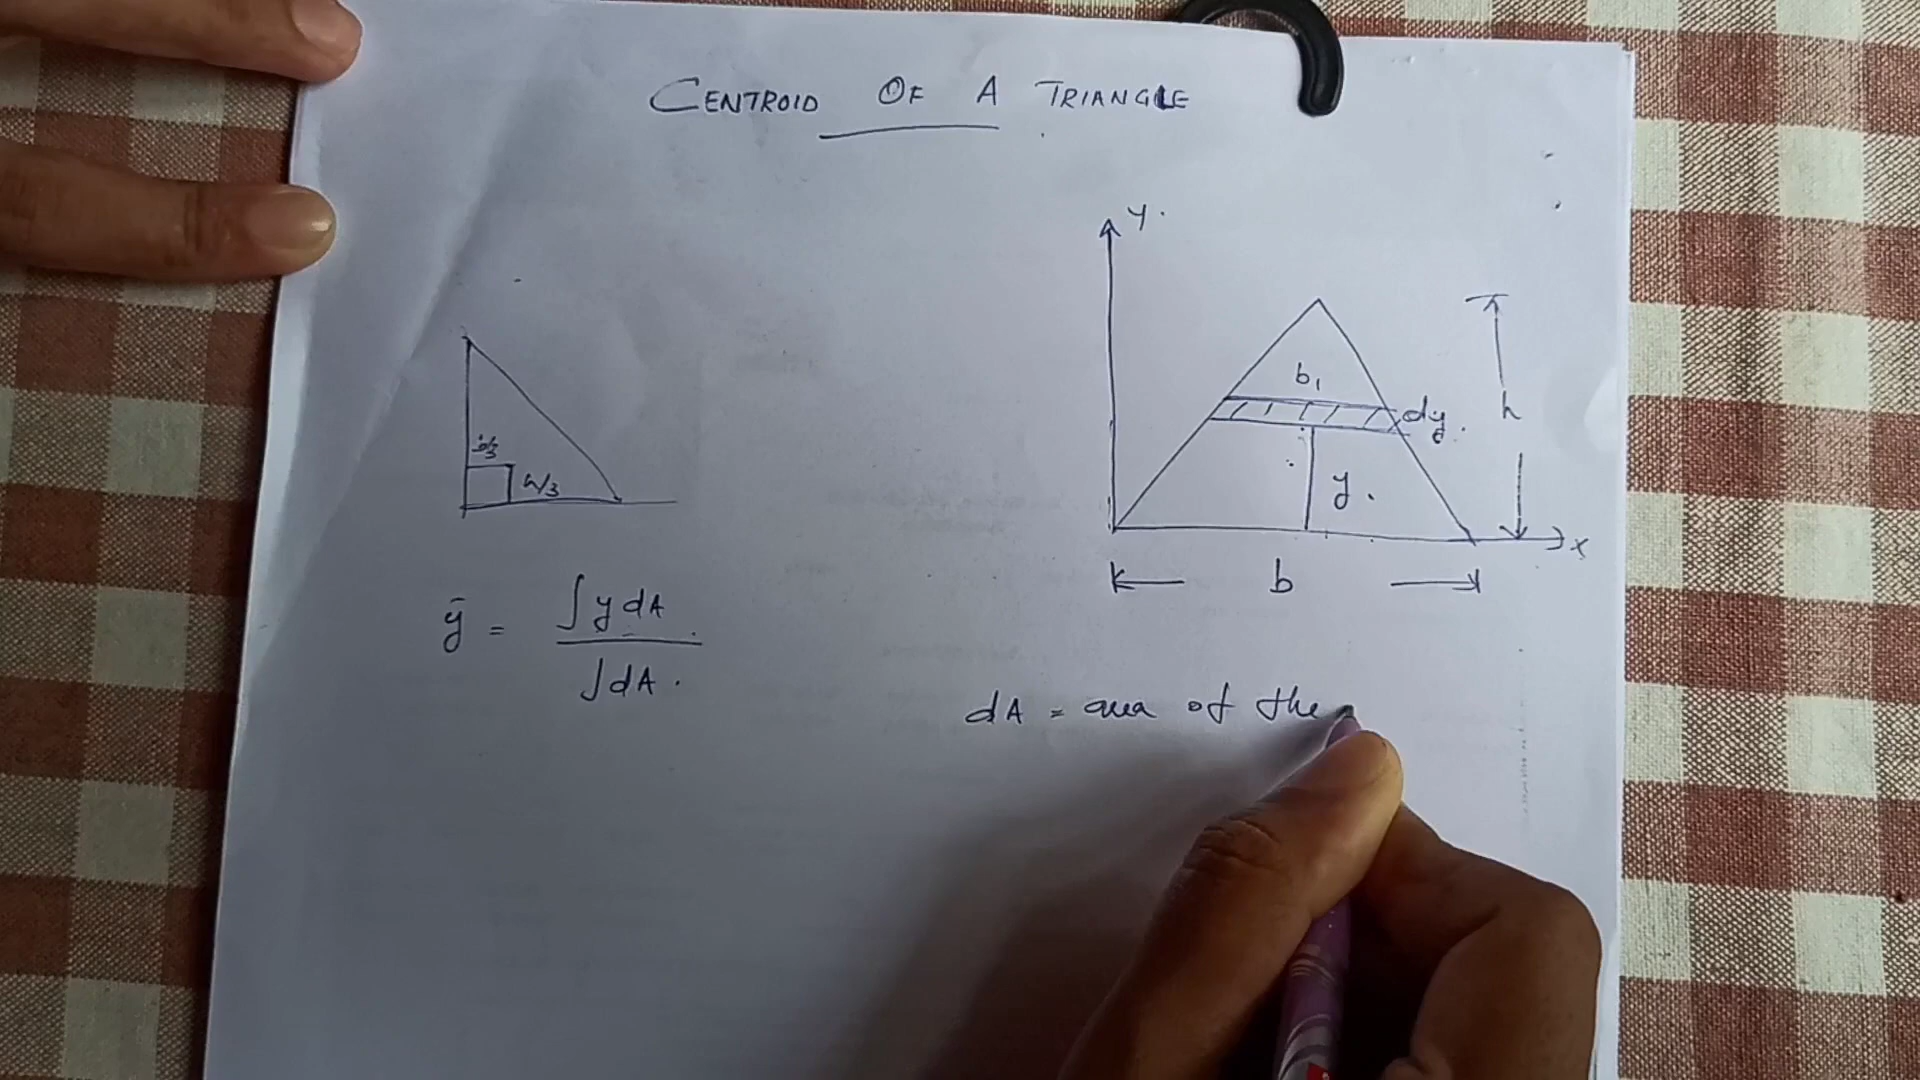 CENTROID OF A TRIANGLE
y
b₁
dy
h
b/3
h/3
y
x
b
ȳ = ∫y dA / ∫dA
dA = area of the